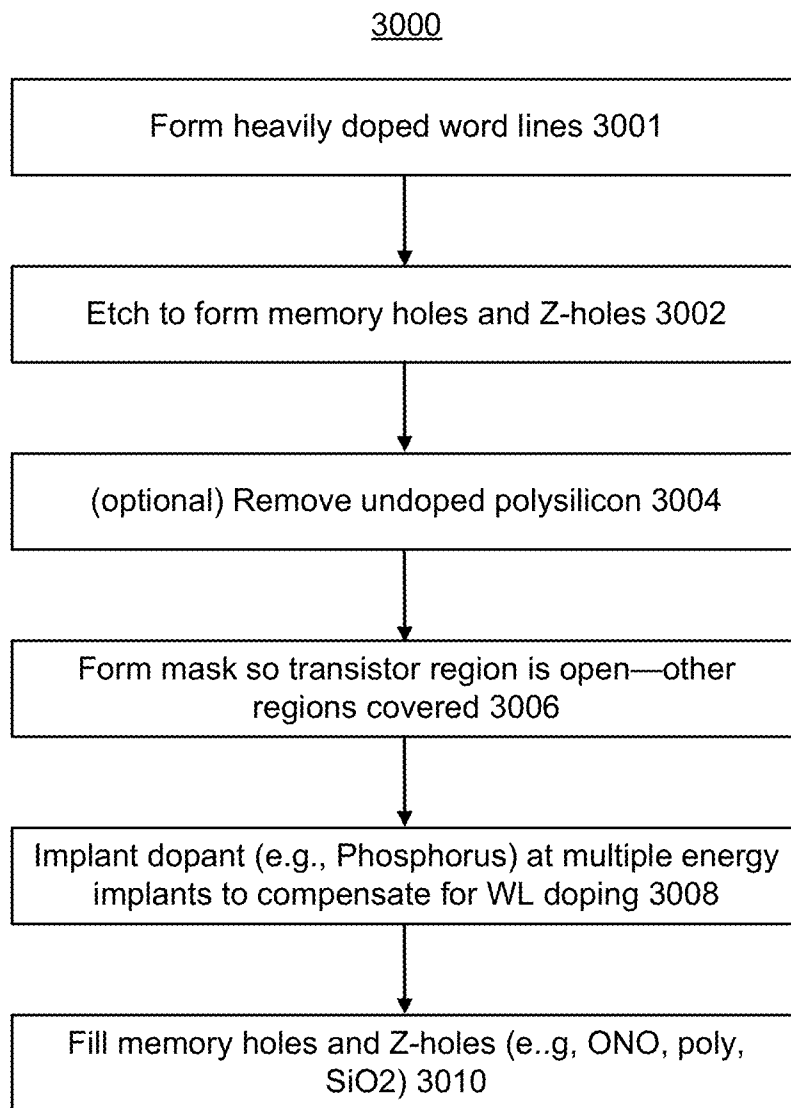 3000
Form heavily doped word lines 3001
Etch to form memory holes and Z-holes 3002
(optional) Remove undoped polysilicon 3004
Form mask so transistor region is open—other
regions covered 3006
Implant dopant (e.g., Phosphorus) at multiple energy
implants to compensate for WL doping 3008
Fill memory holes and Z-holes (e..g, ONO, poly,
SiO2) 3010